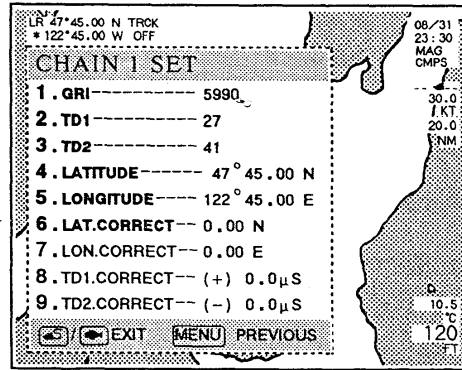 LR 47°45.00 N TRCK
* 122°45.00 W OFF
08/31
23:30
MAG
CMPS
CHAIN 1 SET
1.GRI---------- 5990
2.TD1---------- 27
3.TD2---------- 41
4.LATITUDE------ 47°45.00 N
5.LONGITUDE----- 122°45.00 E
6.LAT.CORRECT-- 0.00 N
7.LON.CORRECT-- 0.00 E
8.TD1.CORRECT-- (+) 0.0µS
9.TD2.CORRECT-- (-) 0.0µS
EXIT MENU PREVIOUS
30.0
KT
20.0
NM
10.5
°C
120
FT